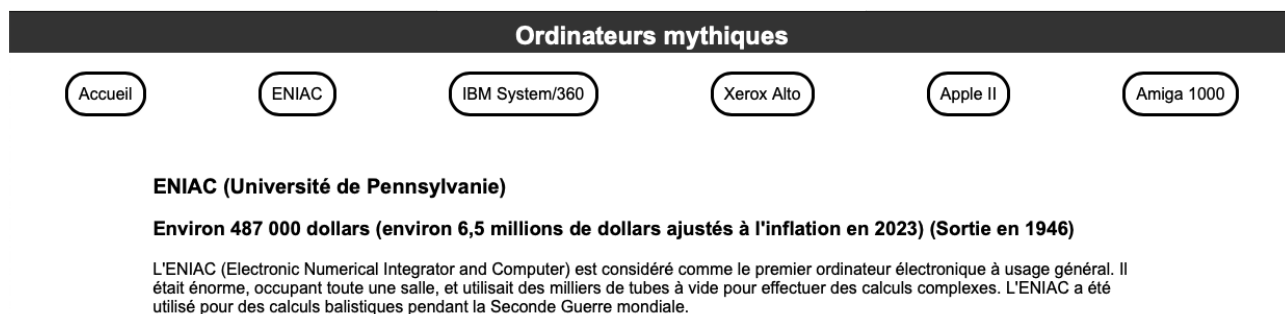 Ordinateurs mythiques
Accueil ENIAC IBM System/360 Xerox Alto Apple II Amiga 1000
ENIAC (Université de Pennsylvanie)
Environ 487 000 dollars (environ 6,5 millions de dollars ajustés à l'inflation en 2023) (Sortie en 1946)
L'ENIAC (Electronic Numerical Integrator and Computer) est considéré comme le premier ordinateur électronique à usage général. Il
était énorme, occupant toute une salle, et utilisait des milliers de tubes à vide pour effectuer des calculs complexes. L'ENIAC a été
utilisé pour des calculs balistiques pendant la Seconde Guerre mondiale.